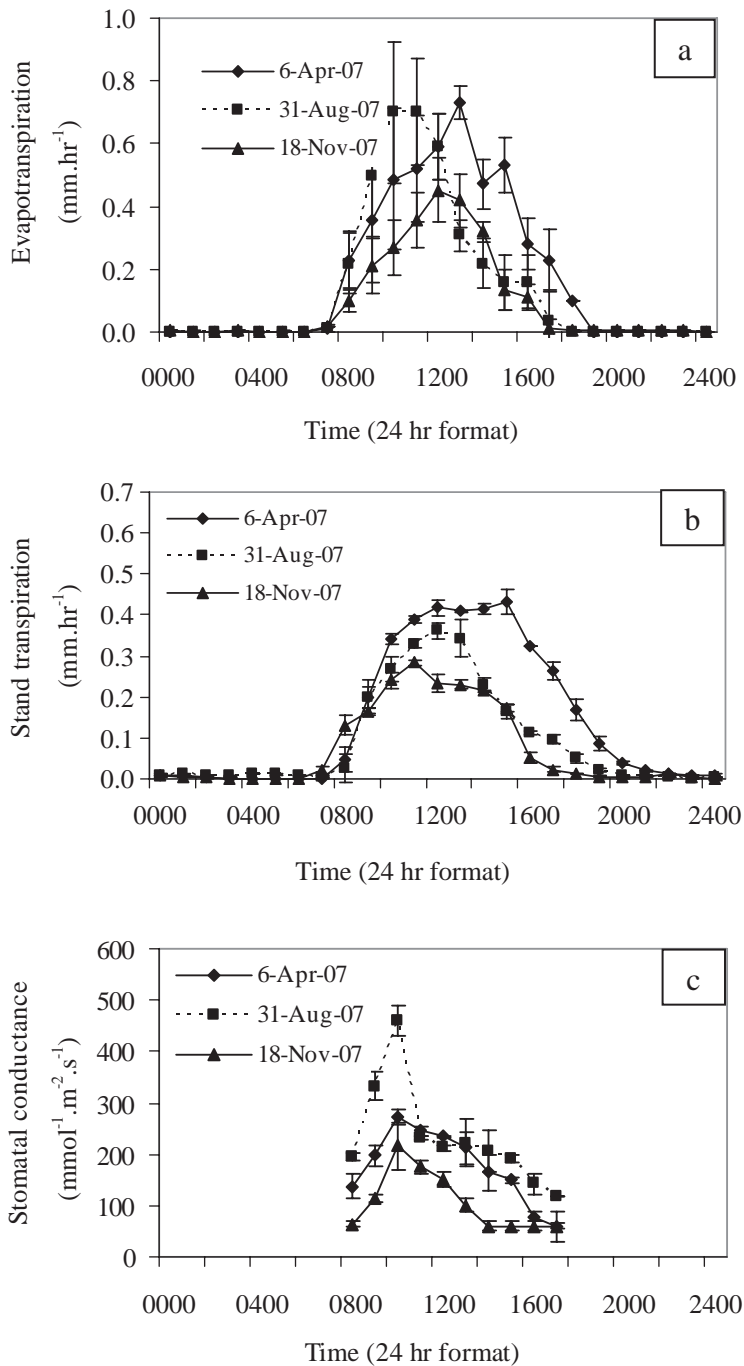 a
1.0
0.8
0.6
0.4
0.2
0.0
Evapotranspiration
(mm.hr⁻¹)
6-Apr-07
31-Aug-07
18-Nov-07
0000 0400 0800 1200 1600 2000 2400
Time (24 hr format)
b
0.7
0.6
0.5
0.4
0.3
0.2
0.1
0.0
Stand transpiration
(mm.hr⁻¹)
6-Apr-07
31-Aug-07
18-Nov-07
0000 0400 0800 1200 1600 2000 2400
Time (24 hr format)
c
600
500
400
300
200
100
0
Stomatal conductance
(mmol⁻¹.m⁻².s⁻¹)
6-Apr-07
31-Aug-07
18-Nov-07
0000 0400 0800 1200 1600 2000 2400
Time (24 hr format)